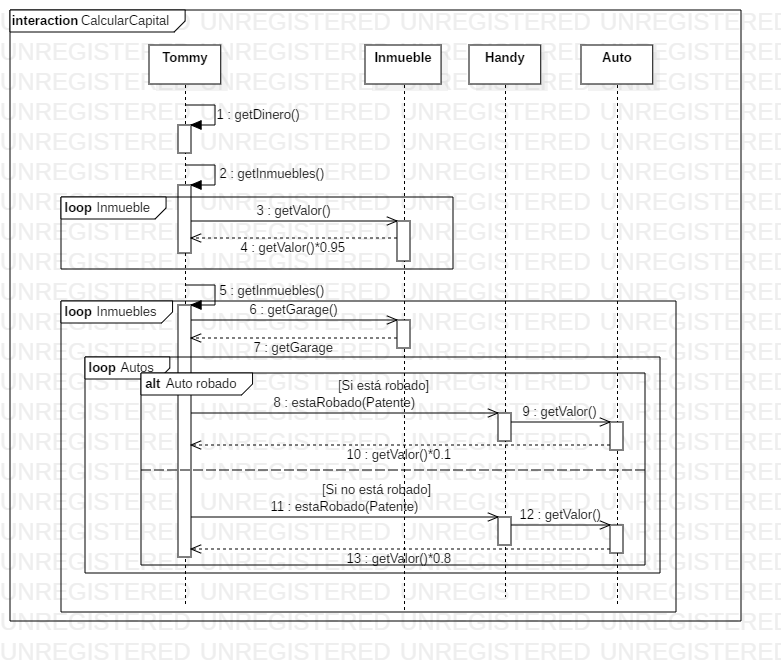 interaction CalcularCapital
Tommy
Inmueble
Handy
Auto
1 : getDinero()
2 : getInmuebles()
loop Inmueble
3 : getValor()
4 : getValor()*0.95
5 : getInmuebles()
loop Inmuebles
6 : getGarage()
7 : getGarage
loop Autos
alt Auto robado
[Si está robado]
8 : estaRobado(Patente)
9 : getValor()
10 : getValor()*0.1
[Si no está robado]
11 : estaRobado(Patente)
12 : getValor()
13 : getValor()*0.8
UNREGISTERED